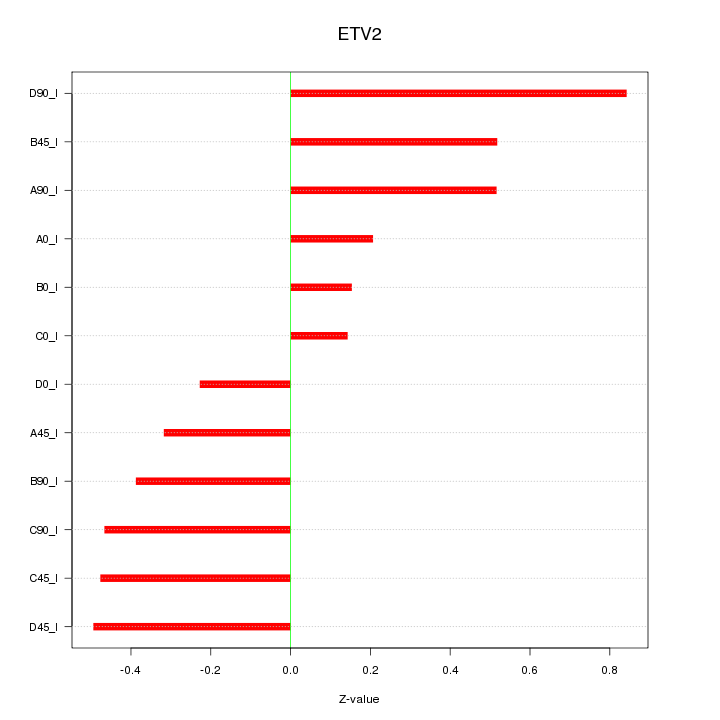 ETV2
D90_I
B45_I
A90_I
A0_I
B0_I
C0_I
D0_I
A45_I
B90_I
C90_I
C45_I
D45_I
-0.4 -0.2 0.0 0.2 0.4 0.6 0.8
Z-value